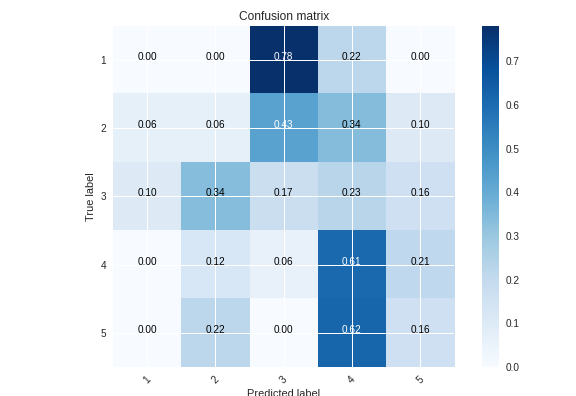 Confusion matrix
True label
1 0.00 0.00 0.78 0.22 0.00
2 0.06 0.06 0.43 0.34 0.10
3 0.10 0.34 0.17 0.23 0.16
4 0.00 0.12 0.06 0.61 0.21
5 0.00 0.22 0.00 0.62 0.16
1 2 3 4 5
Predicted label
0.7
0.6
0.5
0.4
0.3
0.2
0.1
0.0